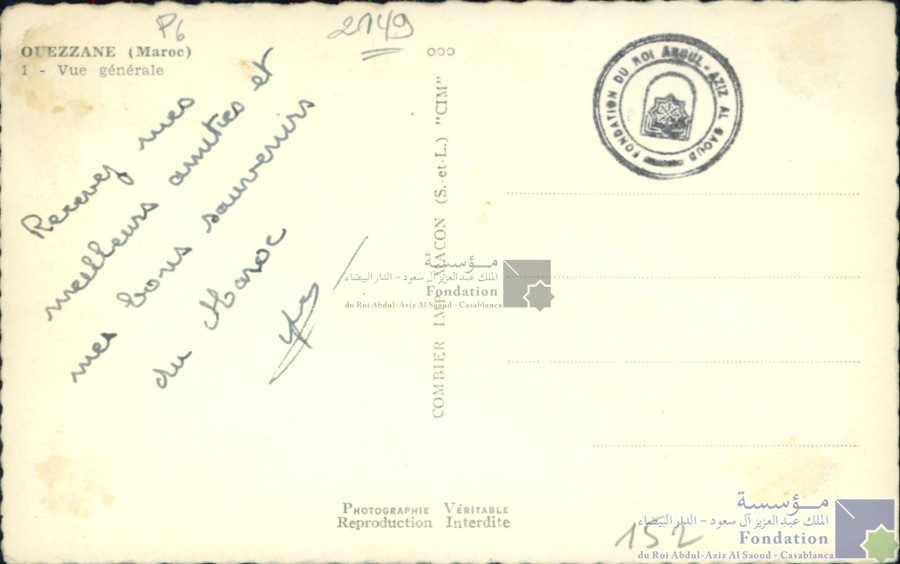 P6
2149
OUEZZANE (Maroc)
1 - Vue générale
Recevez mes
meilleurs amitiés et
mes bons souvenirs
du Maroc
COMBIER IMP. MACON (S.-et-L.) "CIM"
FONDATION DU ROI ABDUL-AZIZ AL SAOUD
مؤسسة
الملك عبد العزيز آل سعود - الدار البيضاء
Fondation
du Roi Abdul-Aziz Al Saoud - Casablanca
PHOTOGRAPHIE VÉRITABLE
Reproduction Interdite
152
مؤسسة
الملك عبد العزيز آل سعود - الدار البيضاء
Fondation
du Roi Abdul-Aziz Al Saoud - Casablanca